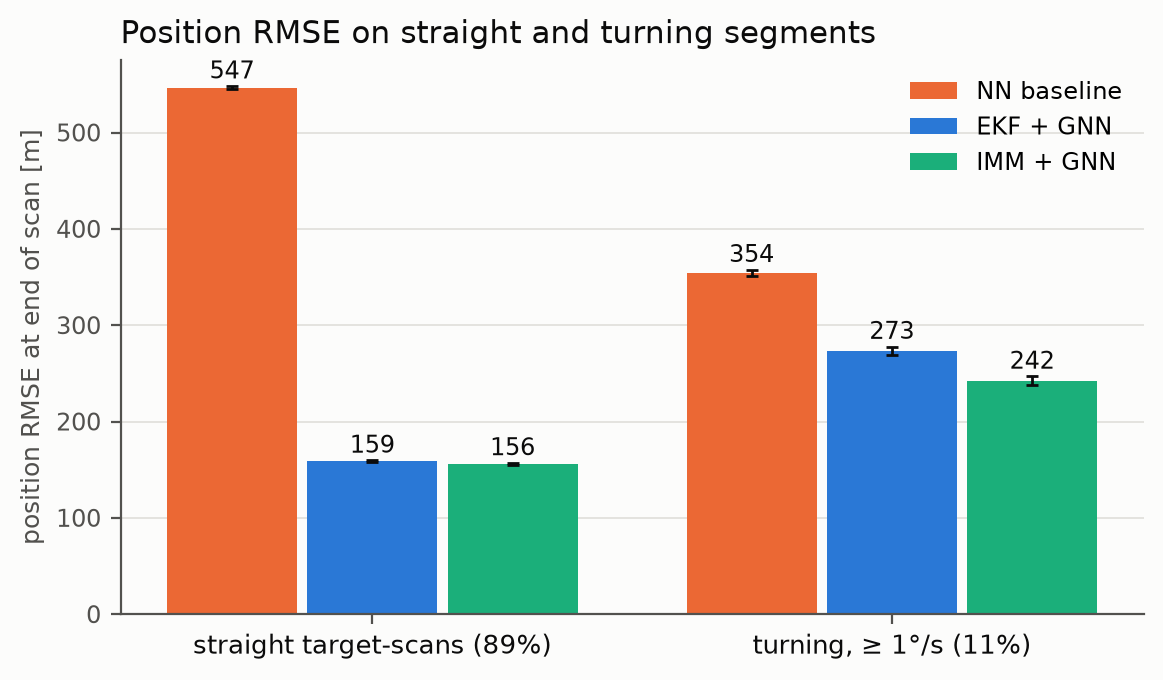 Position RMSE on straight and turning segments
position RMSE at end of scan [m]
500
400
300
200
100
0
547
159
156
354
273
242
NN baseline
EKF + GNN
IMM + GNN
straight target-scans (89%)
turning, ≥ 1°/s (11%)